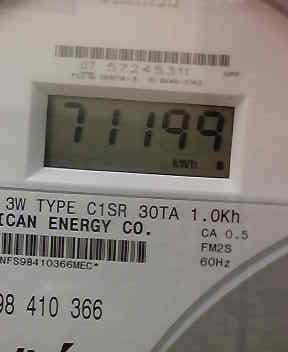 07 57245311
71199
kWh
3W TYPE C1SR 30TA 1.0Kh
ICAN ENERGY CO.
CA 0.5
FM2S
NFS98410366MEC*
60Hz
98 410 366